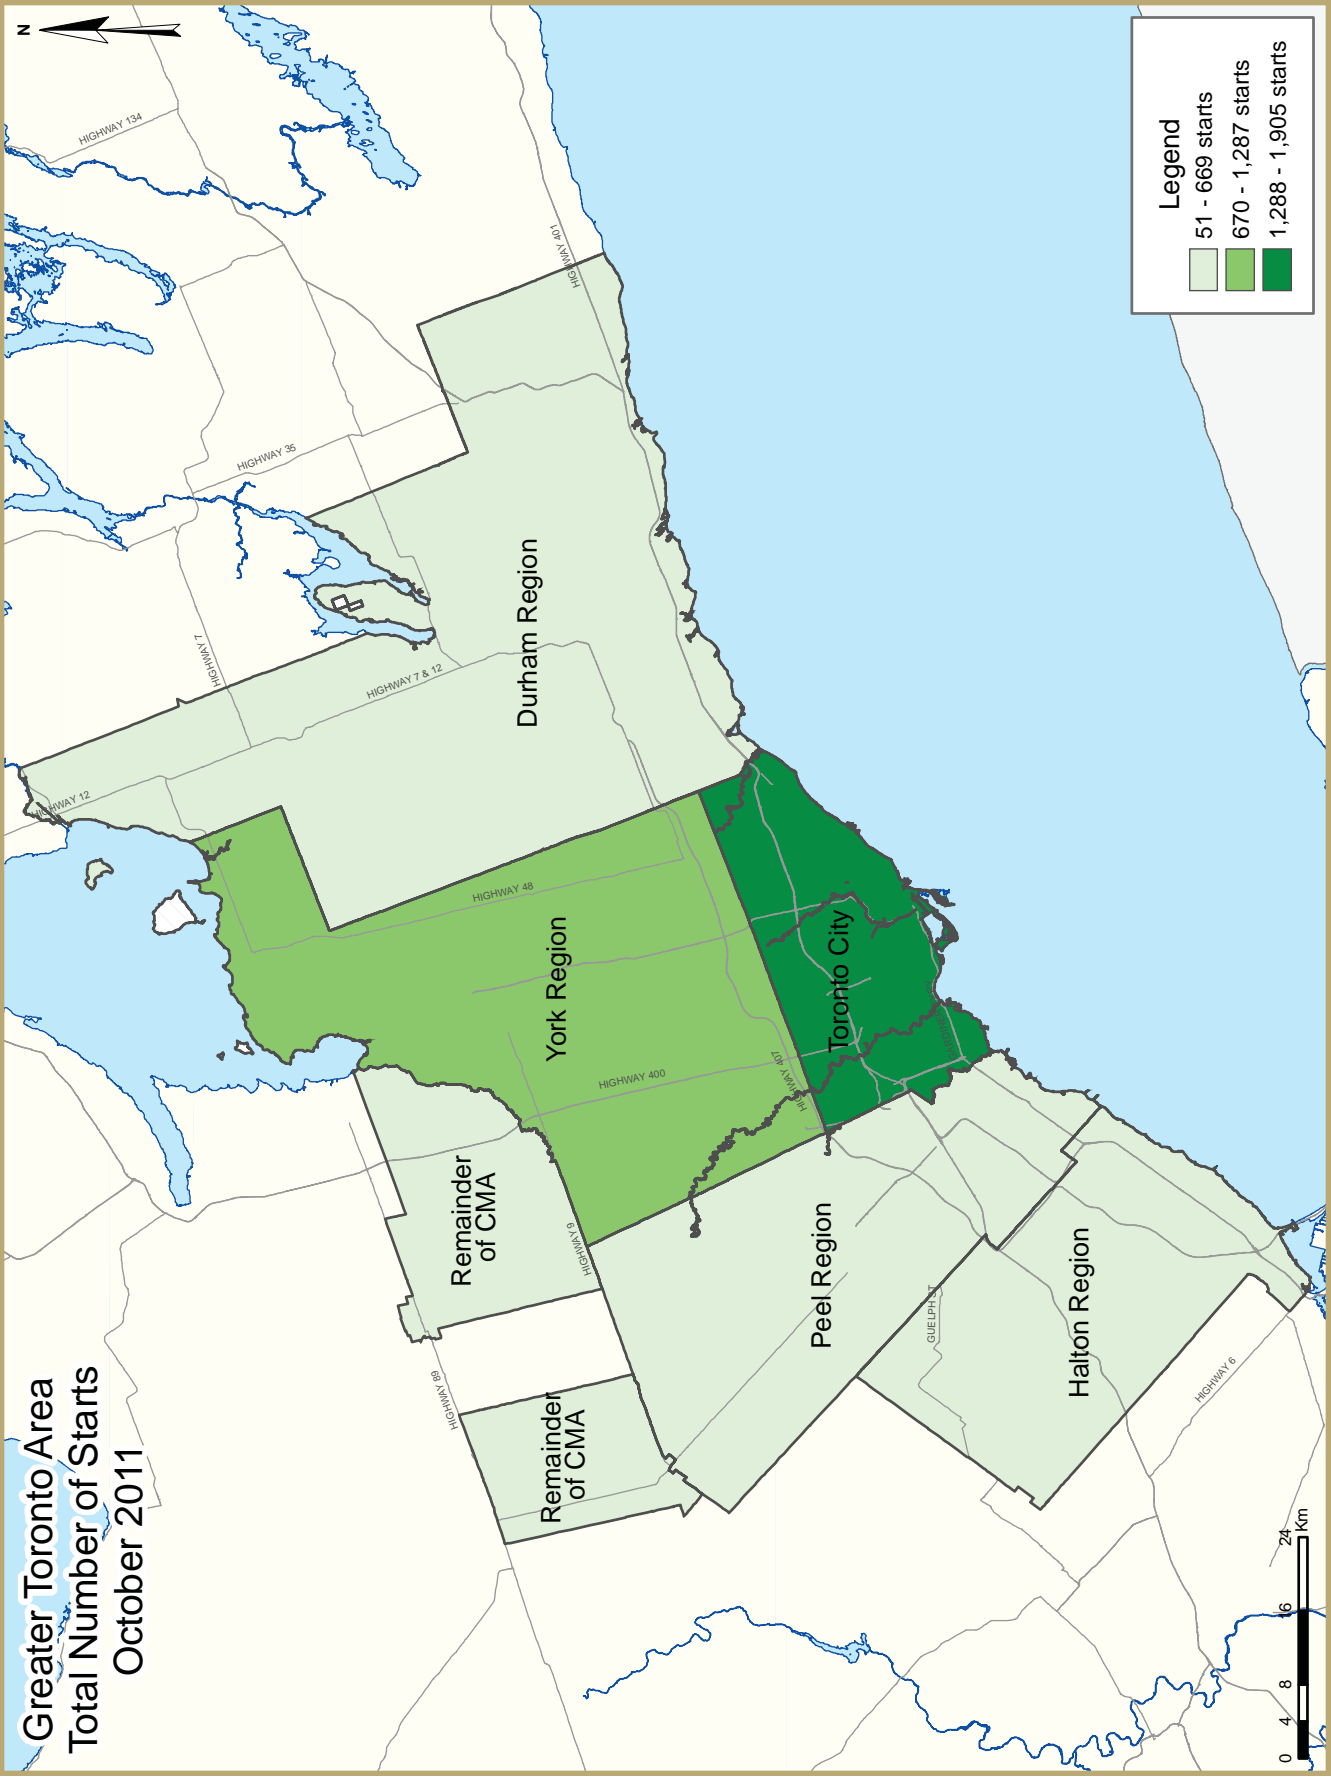 Greater Toronto Area
Total Number of Starts
October 2011
N
HIGHWAY 134
HIGHWAY 35
HIGHWAY 7
HIGHWAY 7 & 12
HIGHWAY 12
HIGHWAY 401
HIGHWAY 48
HIGHWAY 400
HIGHWAY 407
HIGHWAY 9
HIGHWAY 89
GUELPH ST
HIGHWAY 6
Durham Region
York Region
Toronto City
Remainder
of CMA
Remainder
of CMA
Peel Region
Halton Region
Legend
51 - 669 starts
670 - 1,287 starts
1,288 - 1,905 starts
0 4 8 16 24
Km